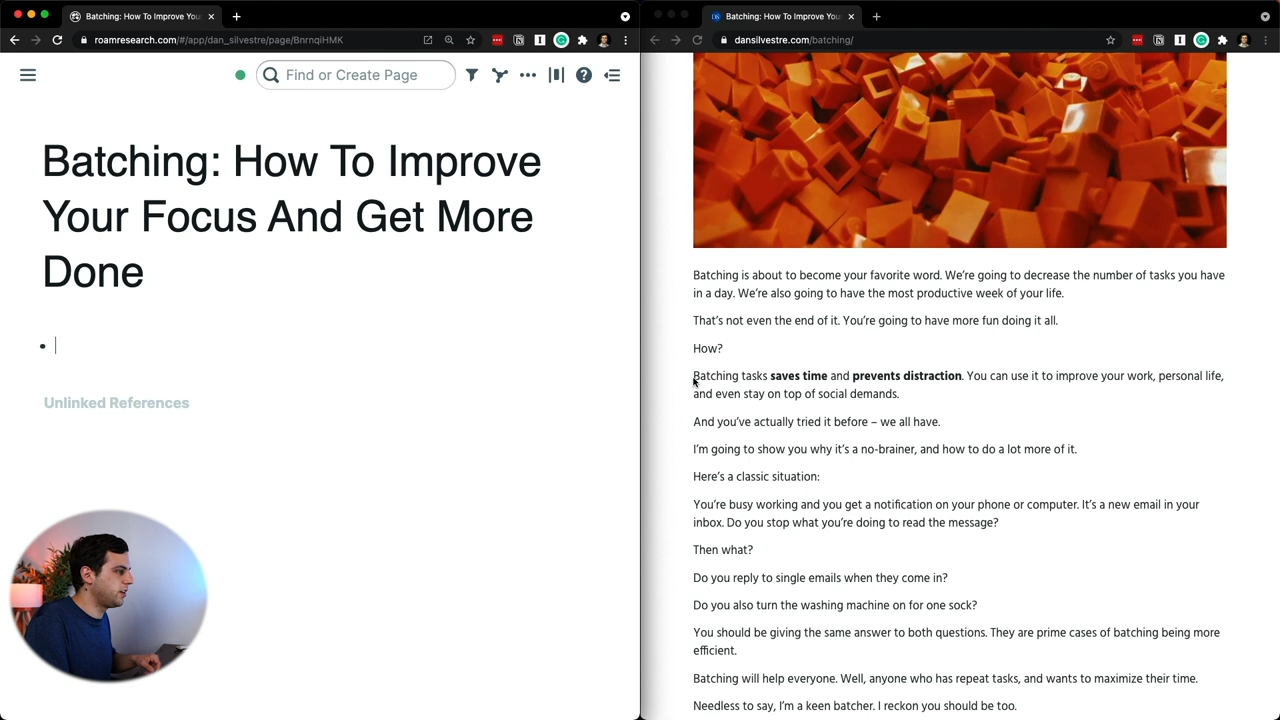 Batching: How To Improve You
roamresearch.com/#/app/dan_silvestre/page/BnrnqiHMK
Find or Create Page
Batching: How To Improve
Your Focus And Get More
Done
Unlinked References
Batching: How To Improve You
dansilvestre.com/batching/
Batching is about to become your favorite word. We’re going to decrease the number of tasks you have
in a day. We’re also going to have the most productive week of your life.
That’s not even the end of it. You’re going to have more fun doing it all.
How?
Batching tasks saves time and prevents distraction. You can use it to improve your work, personal life,
and even stay on top of social demands.
And you’ve actually tried it before – we all have.
I’m going to show you why it’s a no-brainer, and how to do a lot more of it.
Here’s a classic situation:
You’re busy working and you get a notification on your phone or computer. It’s a new email in your
inbox. Do you stop what you’re doing to read the message?
Then what?
Do you reply to single emails when they come in?
Do you also turn the washing machine on for one sock?
You should be giving the same answer to both questions. They are prime cases of batching being more
efficient.
Batching will help everyone. Well, anyone who has repeat tasks, and wants to maximize their time.
Needless to say, I’m a keen batcher. I reckon you should be too.